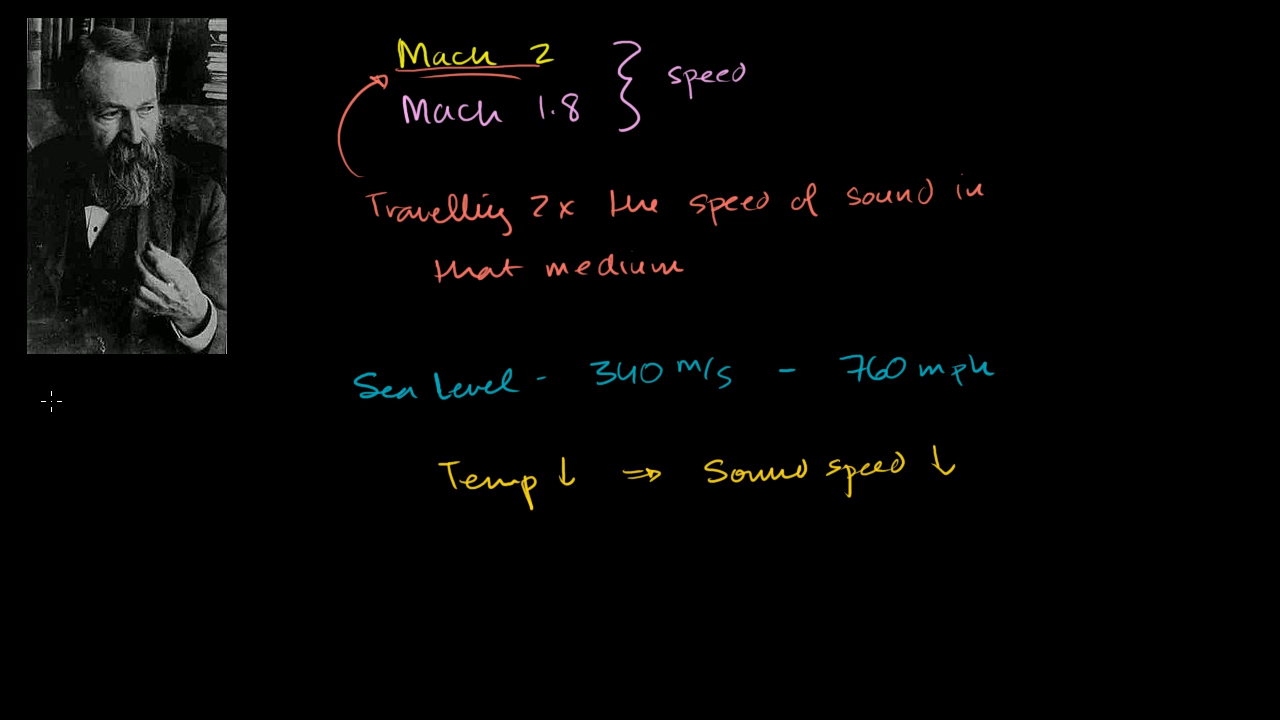 Mach 2
Mach 1.8 } speed
Travelling 2x the speed of sound in
that medium
Sea Level - 340 m/s - 760 mph
Temp ↓ ⇒ Sound speed ↓